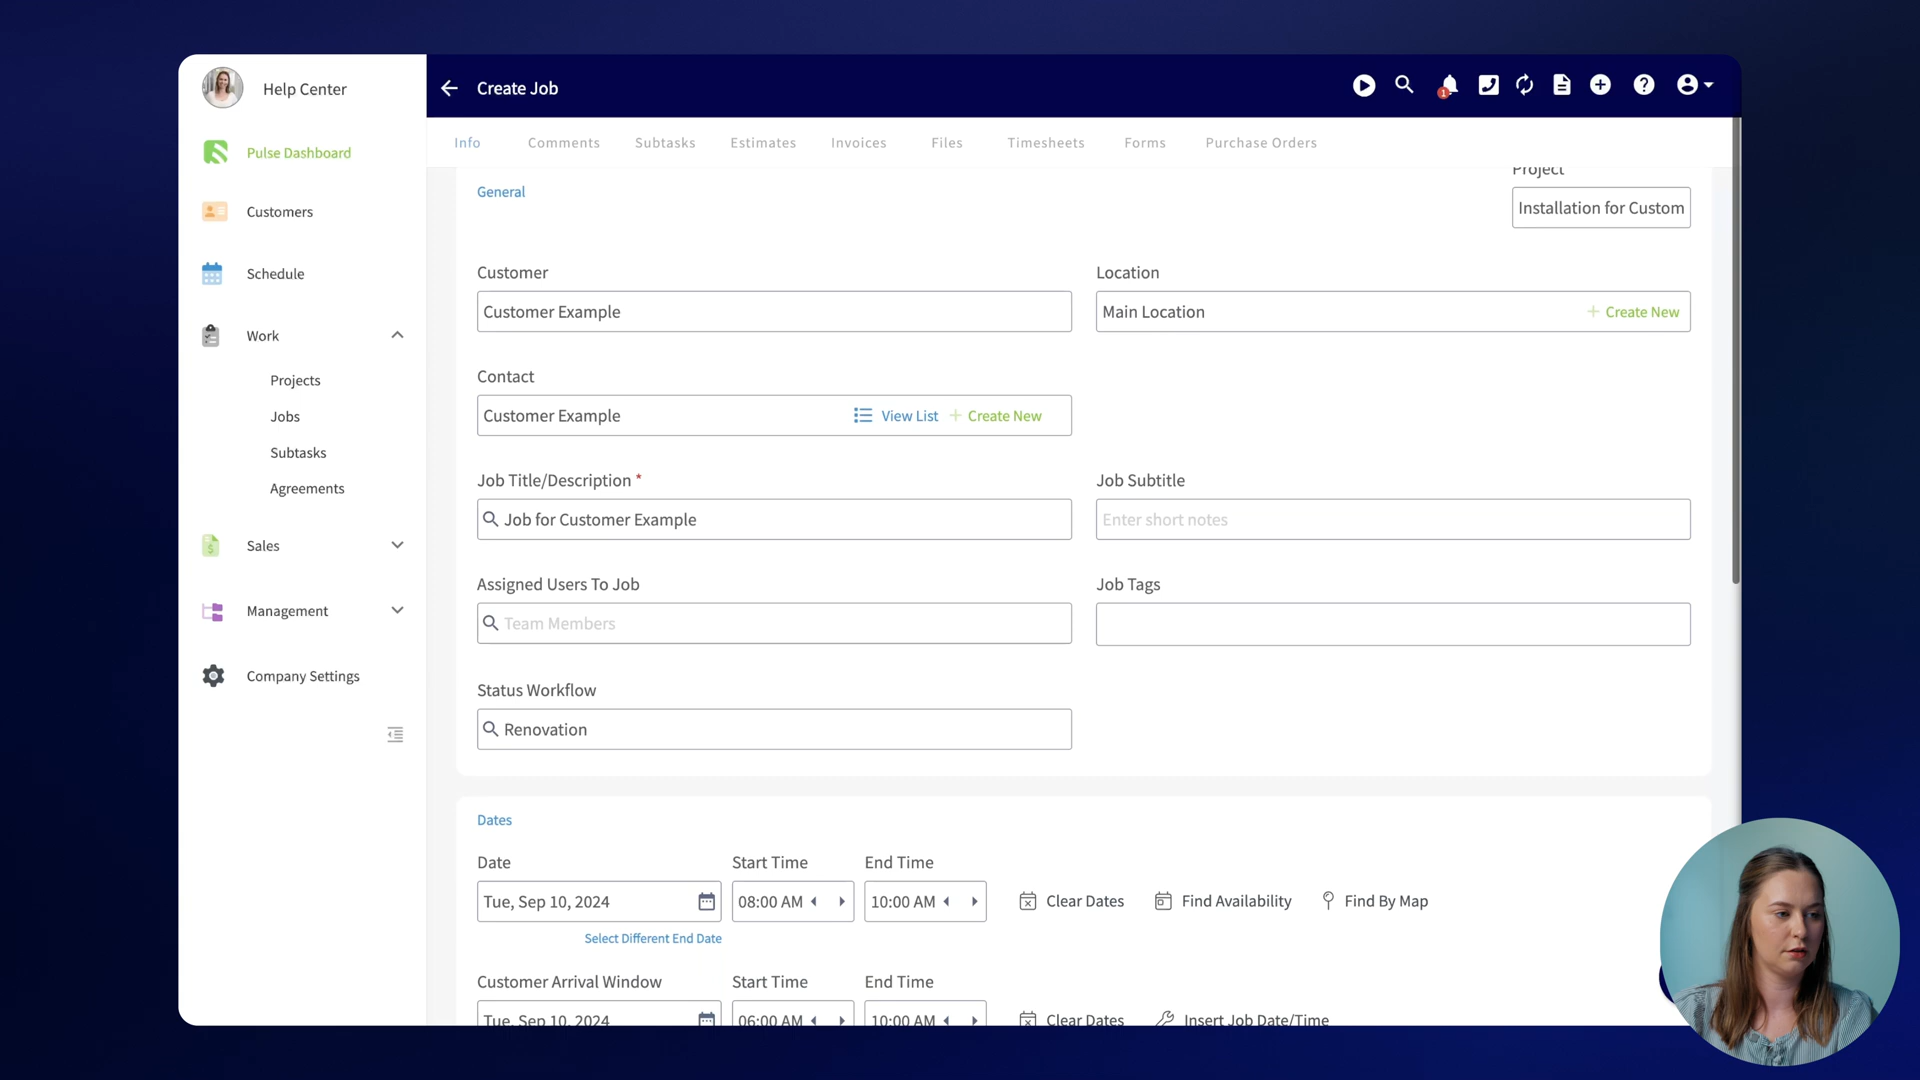 Help Center
Create Job
1
Pulse Dashboard
Customers
Schedule
Work
Projects
Jobs
Subtasks
Agreements
Sales
Management
Company Settings
Info Comments Subtasks Estimates Invoices Files Timesheets Forms Purchase Orders
General
Project
Installation for Custom
Customer
Customer Example
Location
Main Location
+ Create New
Contact
Customer Example
View List
+ Create New
Job Title/Description *
Job for Customer Example
Job Subtitle
Enter short notes
Assigned Users To Job
Team Members
Job Tags
Status Workflow
Renovation
Dates
Date Start Time End Time
Tue, Sep 10, 2024 08:00 AM 10:00 AM Clear Dates Find Availability Find By Map
Select Different End Date
Customer Arrival Window Start Time End Time
Tue, Sep 10, 2024 06:00 AM 10:00 AM Clear Dates Insert Job Date/Time